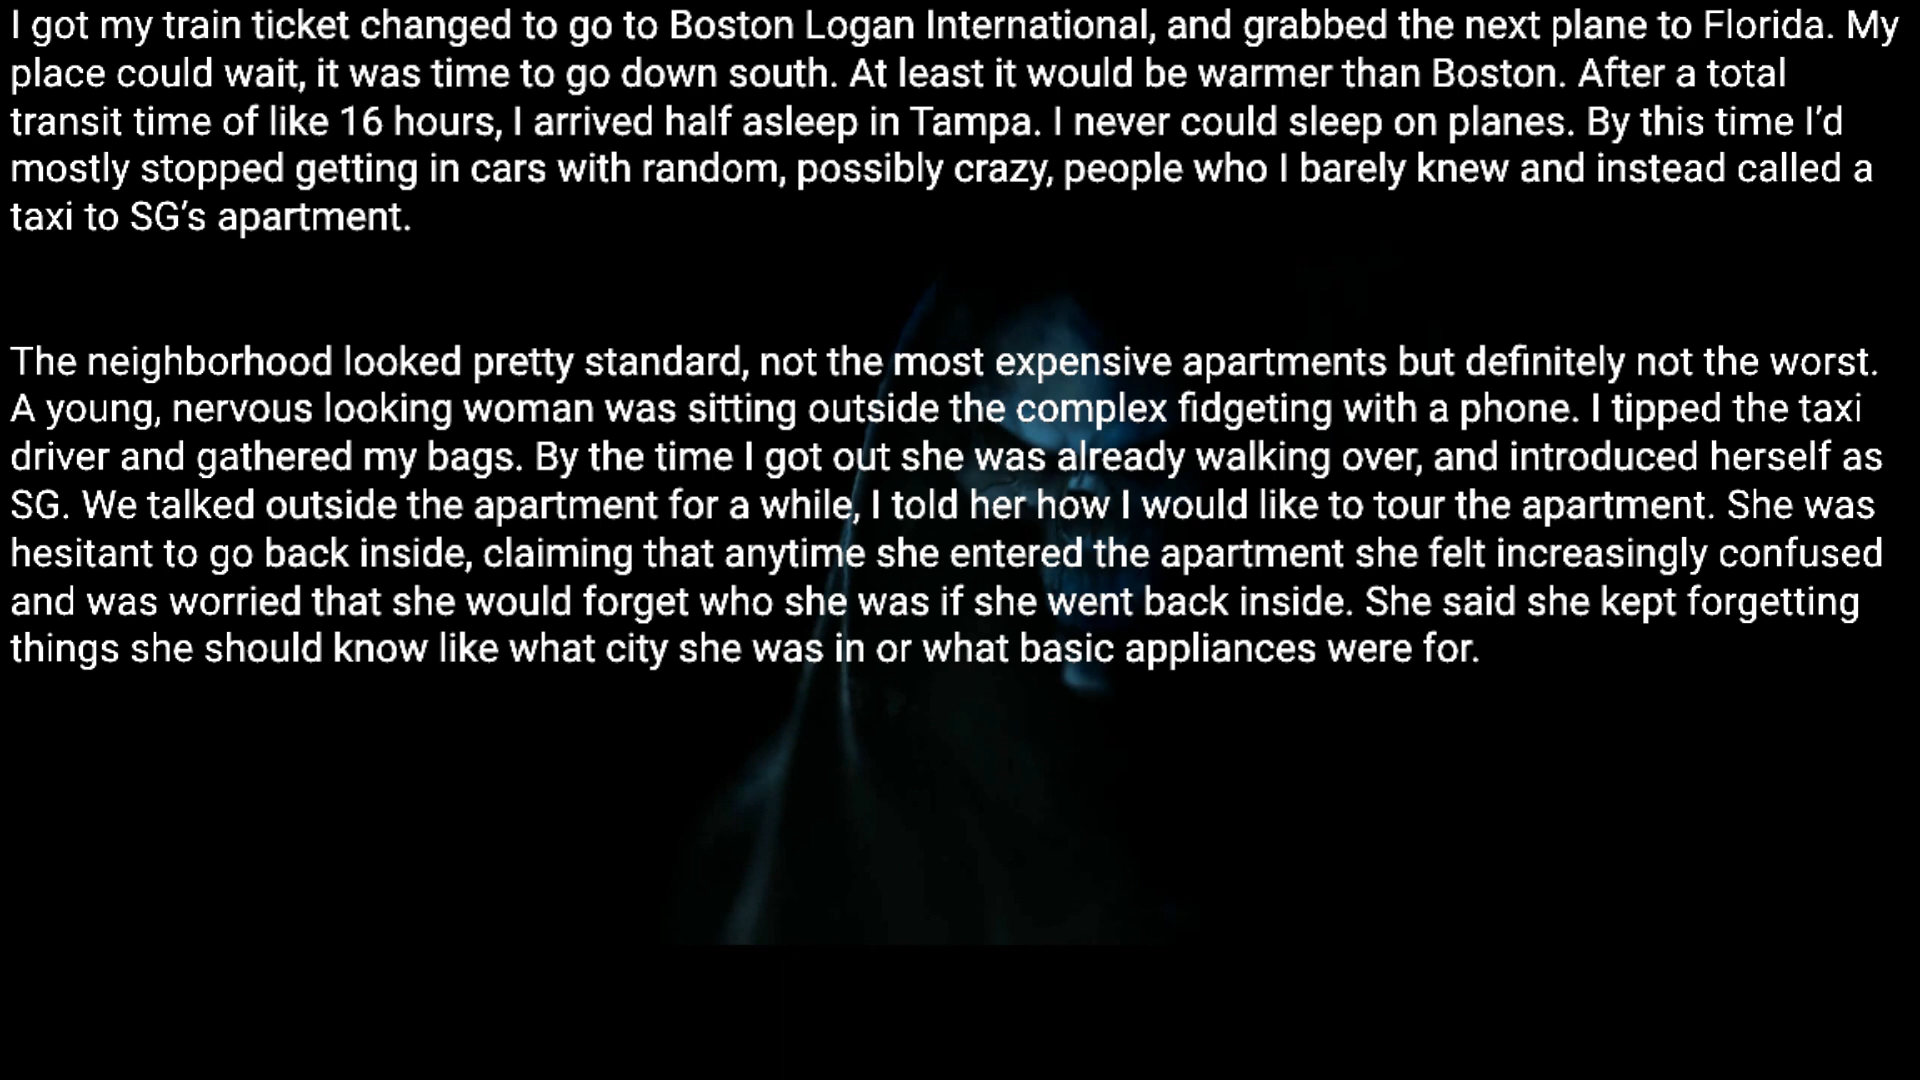 I got my train ticket changed to go to Boston Logan International, and grabbed the next plane to Florida. My
place could wait, it was time to go down south. At least it would be warmer than Boston. After a total
transit time of like 16 hours, I arrived half asleep in Tampa. I never could sleep on planes. By this time I’d
mostly stopped getting in cars with random, possibly crazy, people who I barely knew and instead called a
taxi to SG’s apartment.
The neighborhood looked pretty standard, not the most expensive apartments but definitely not the worst.
A young, nervous looking woman was sitting outside the complex fidgeting with a phone. I tipped the taxi
driver and gathered my bags. By the time I got out she was already walking over, and introduced herself as
SG. We talked outside the apartment for a while, I told her how I would like to tour the apartment. She was
hesitant to go back inside, claiming that anytime she entered the apartment she felt increasingly confused
and was worried that she would forget who she was if she went back inside. She said she kept forgetting
things she should know like what city she was in or what basic appliances were for.